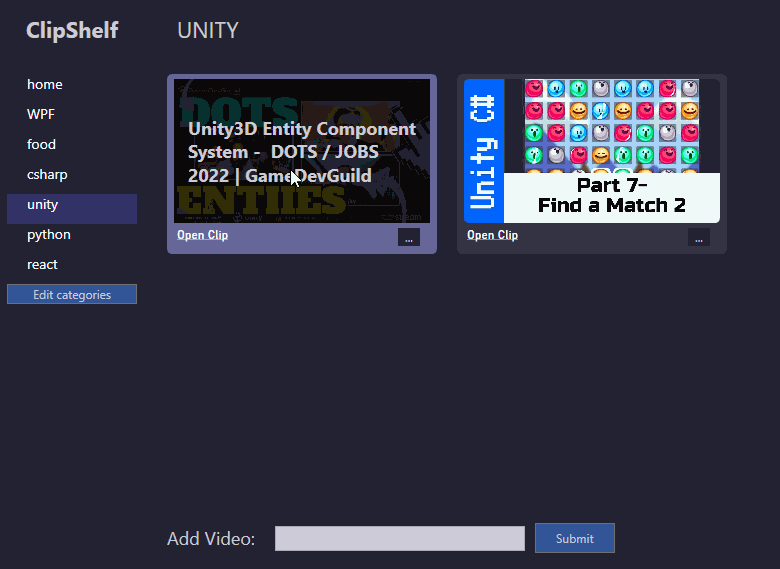 ClipShelf
UNITY
home
WPF
food
csharp
unity
python
react
Edit categories
DOTS
Unity3D Entity Component
System -  DOTS / JOBS
2022 | GameDevGuild
ENTITIES
Open Clip
...
Unity C#
Part 7-
Find a Match 2
Open Clip
...
Add Video:
Submit